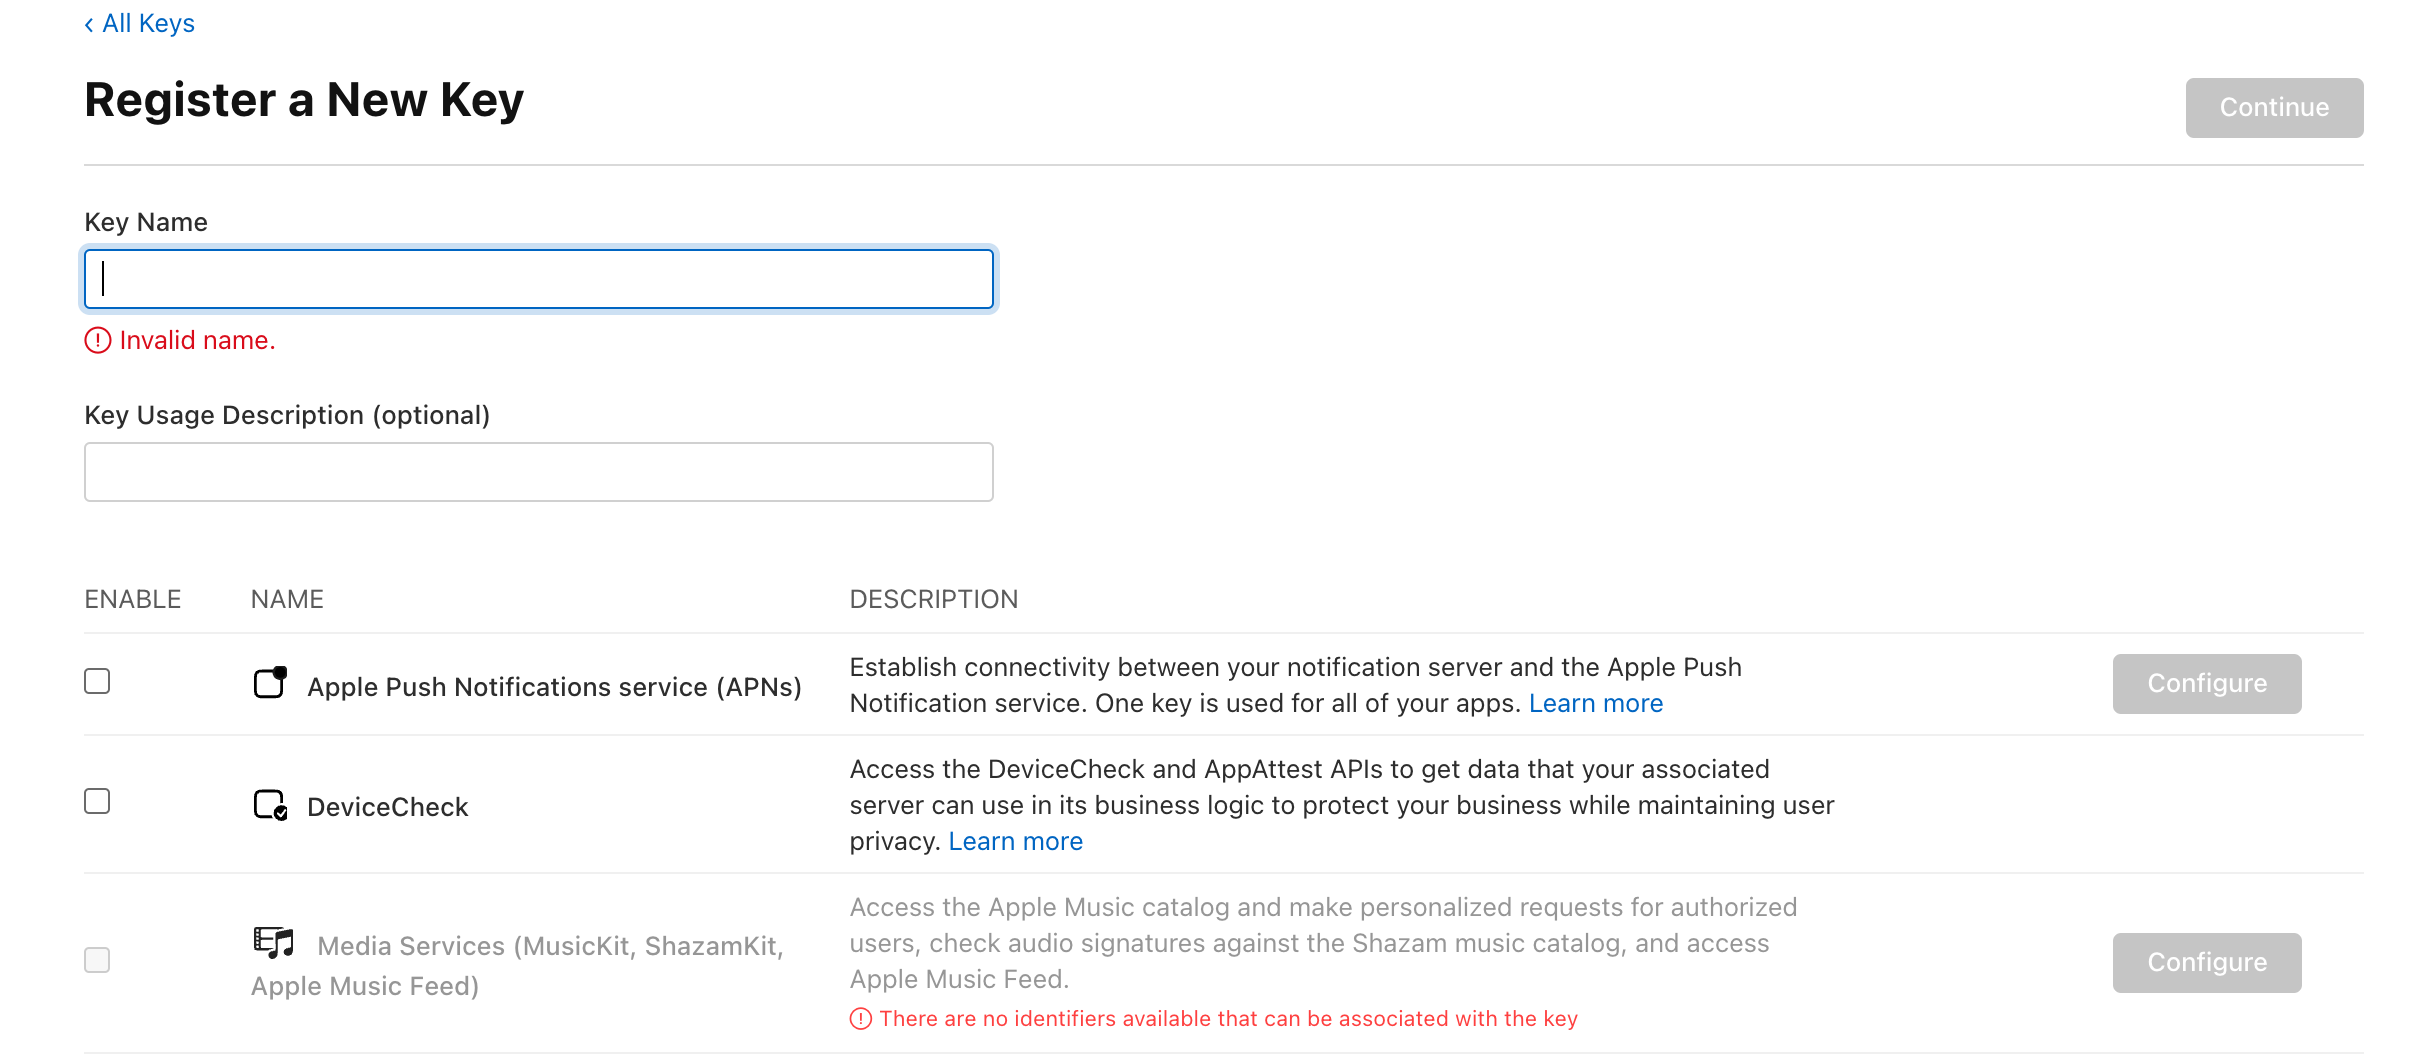 ‹ All Keys
Register a New Key
Continue
Key Name
Invalid name.
Key Usage Description (optional)
ENABLE NAME DESCRIPTION
Apple Push Notifications service (APNs)
Establish connectivity between your notification server and the Apple Push
Notification service. One key is used for all of your apps. Learn more
Configure
DeviceCheck
Access the DeviceCheck and AppAttest APIs to get data that your associated
server can use in its business logic to protect your business while maintaining user
privacy. Learn more
Media Services (MusicKit, ShazamKit,
Apple Music Feed)
Access the Apple Music catalog and make personalized requests for authorized
users, check audio signatures against the Shazam music catalog, and access
Apple Music Feed.
There are no identifiers available that can be associated with the key
Configure